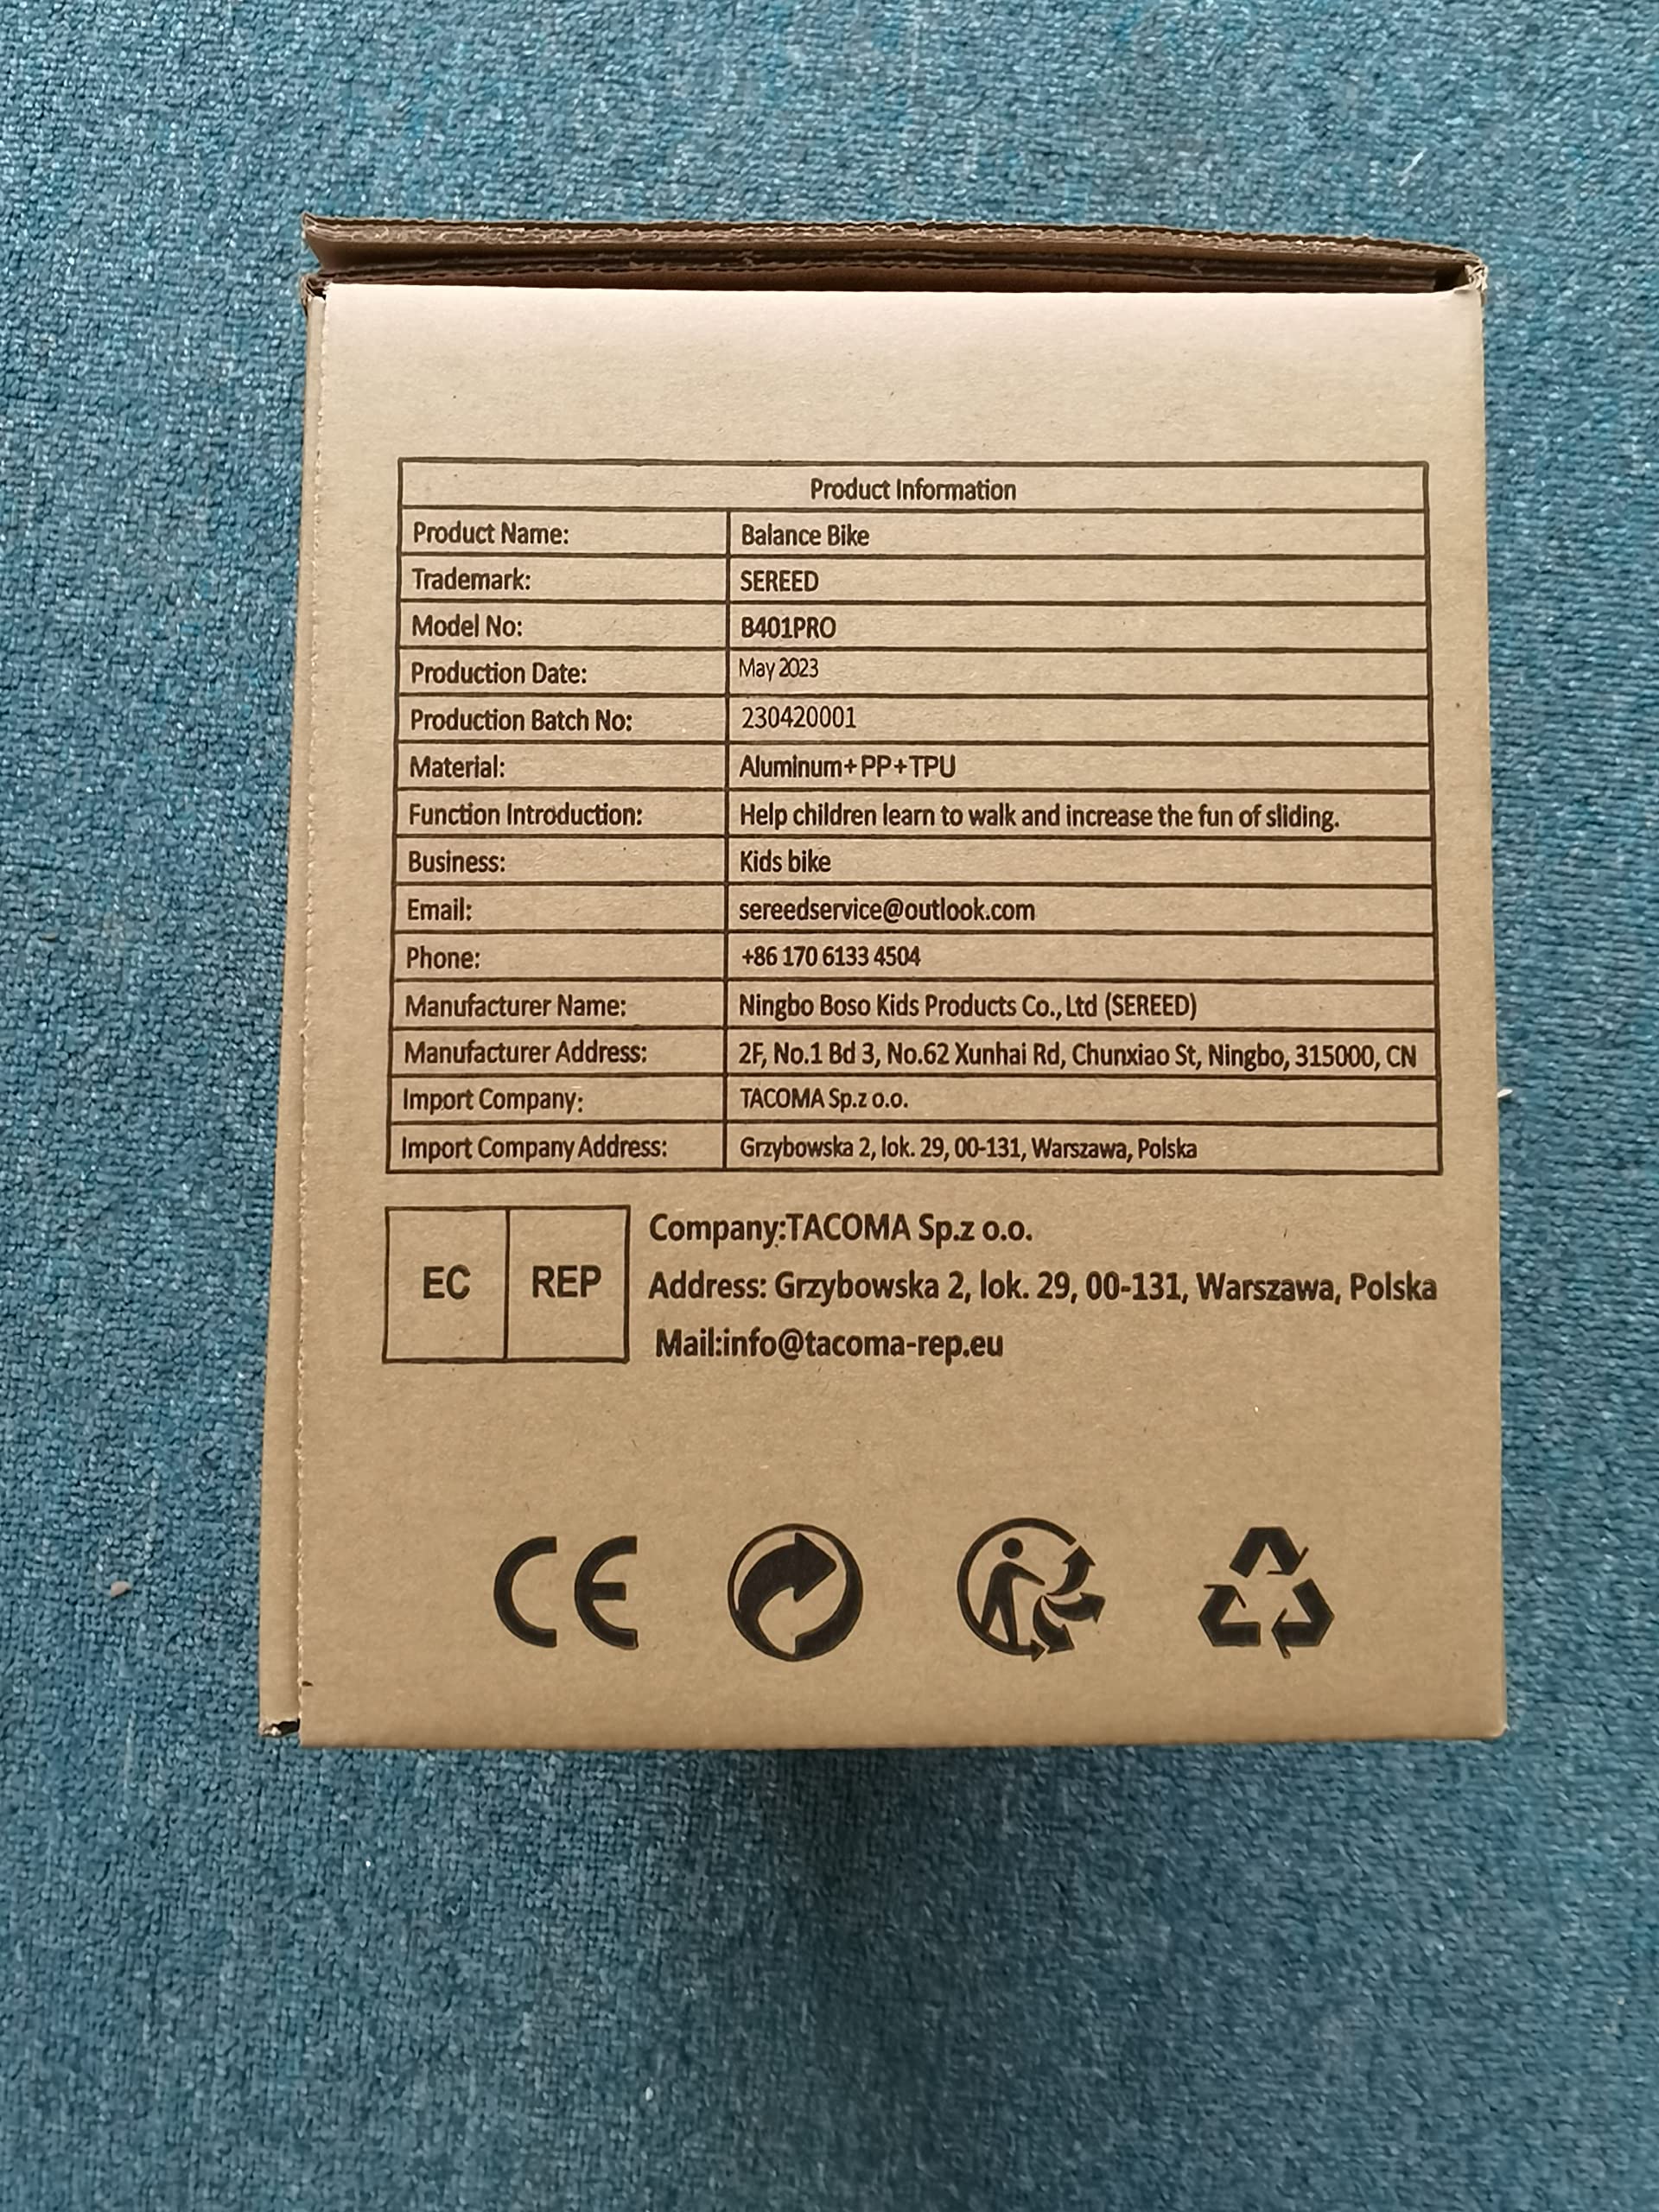 Product Information
Product Name: Balance Bike
Trademark: SEREED
Model No: B401PRO
Production Date: May 2023
Production Batch No: 230420001
Material: Aluminum+PP+TPU
Function Introduction: Help children learn to walk and increase the fun of sliding.
Business: Kids bike
Email: sereedservice@outlook.com
Phone: +86 170 6133 4504
Manufacturer Name: Ningbo Boso Kids Products Co., Ltd (SEREED)
Manufacturer Address: 2F, No.1 Bd 3, No.62 Xunhai Rd, Chunxiao St, Ningbo, 315000, CN
Import Company: TACOMA Sp.z o.o.
Import Company Address: Grzybowska 2, lok. 29, 00-131, Warszawa, Polska
EC REP
Company:TACOMA Sp.z o.o.
Address: Grzybowska 2, lok. 29, 00-131, Warszawa, Polska
Mail:info@tacoma-rep.eu
CE